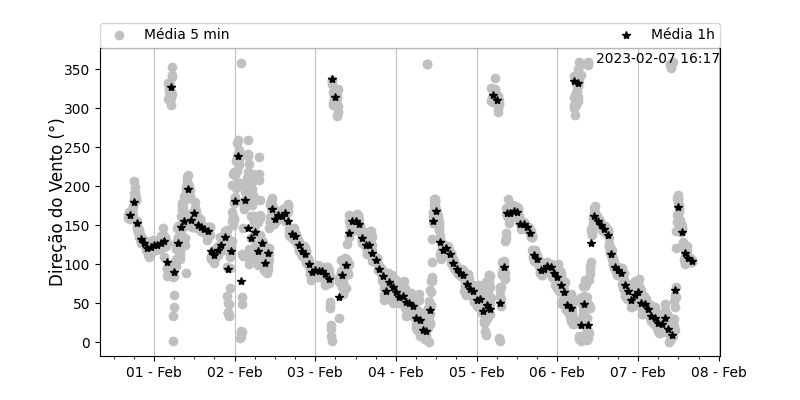 Média 5 min
Média 1h
2023-02-07 16:17
Direção do Vento (°)
350
300
250
200
150
100
50
0
01 - Feb
02 - Feb
03 - Feb
04 - Feb
05 - Feb
06 - Feb
07 - Feb
08 - Feb